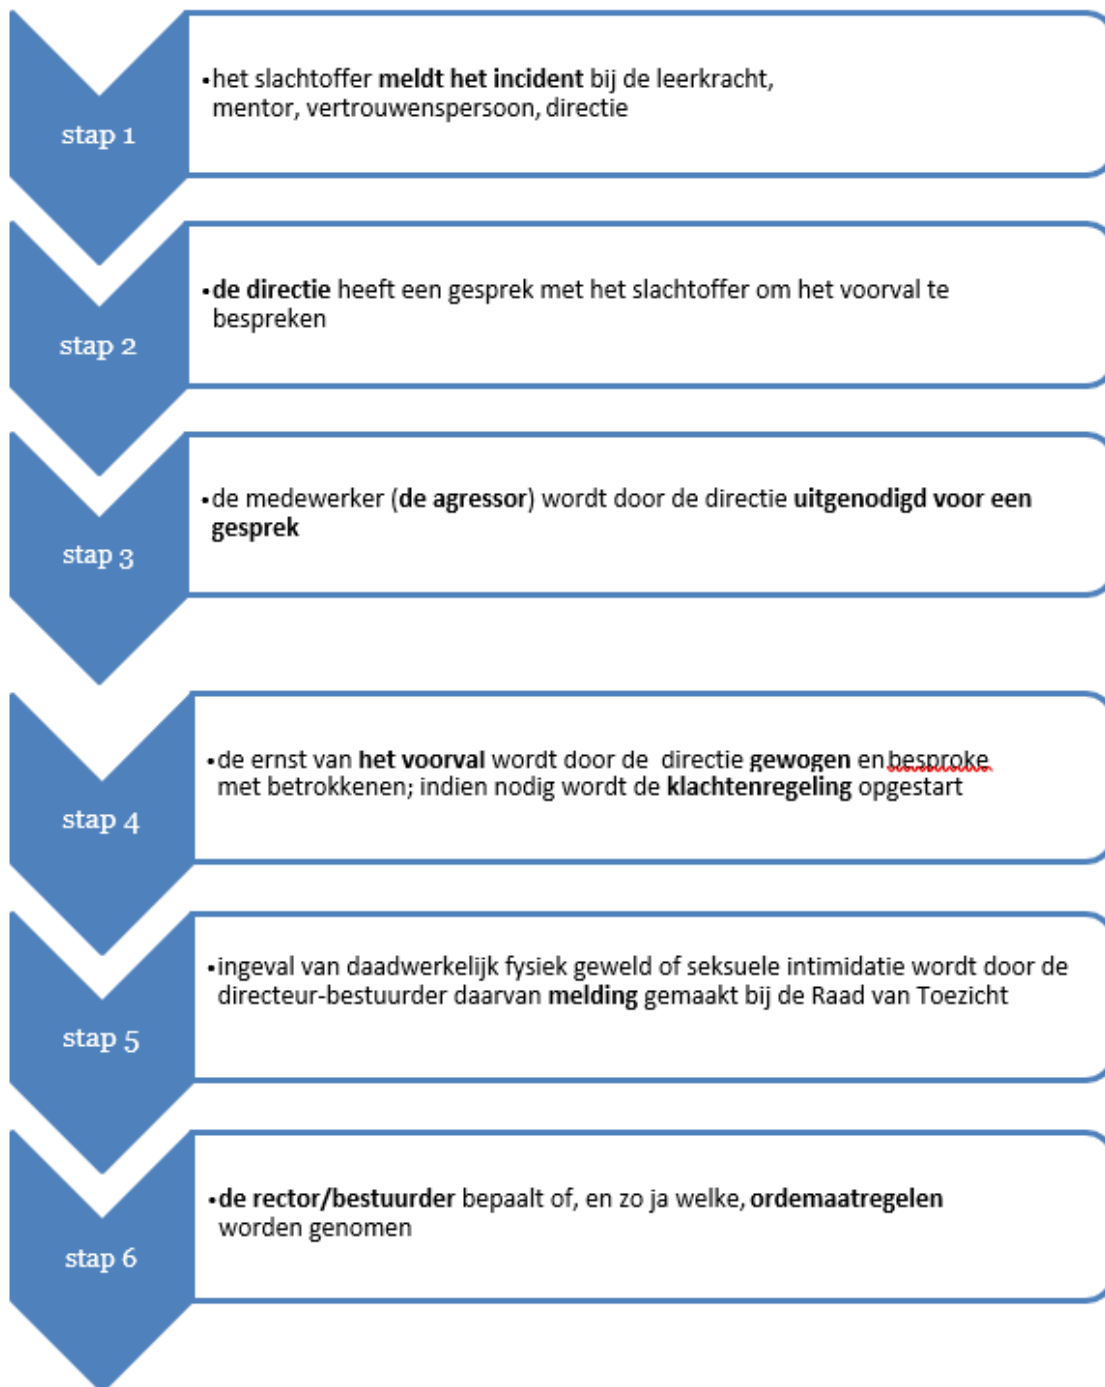 stap 1
•het slachtoffer meldt het incident bij de leerkracht,
mentor, vertrouwenspersoon, directie
stap 2
•de directie heeft een gesprek met het slachtoffer om het voorval te
bespreken
stap 3
•de medewerker (de agressor) wordt door de directie uitgenodigd voor een
gesprek
stap 4
•de ernst van het voorval wordt door de  directie gewogen en besproke
met betrokkenen; indien nodig wordt de klachtenregeling opgestart
stap 5
•ingeval van daadwerkelijk fysiek geweld of seksuele intimidatie wordt door de
directeur-bestuurder daarvan melding gemaakt bij de Raad van Toezicht
stap 6
•de rector/bestuurder bepaalt of, en zo ja welke, ordemaatregelen
worden genomen